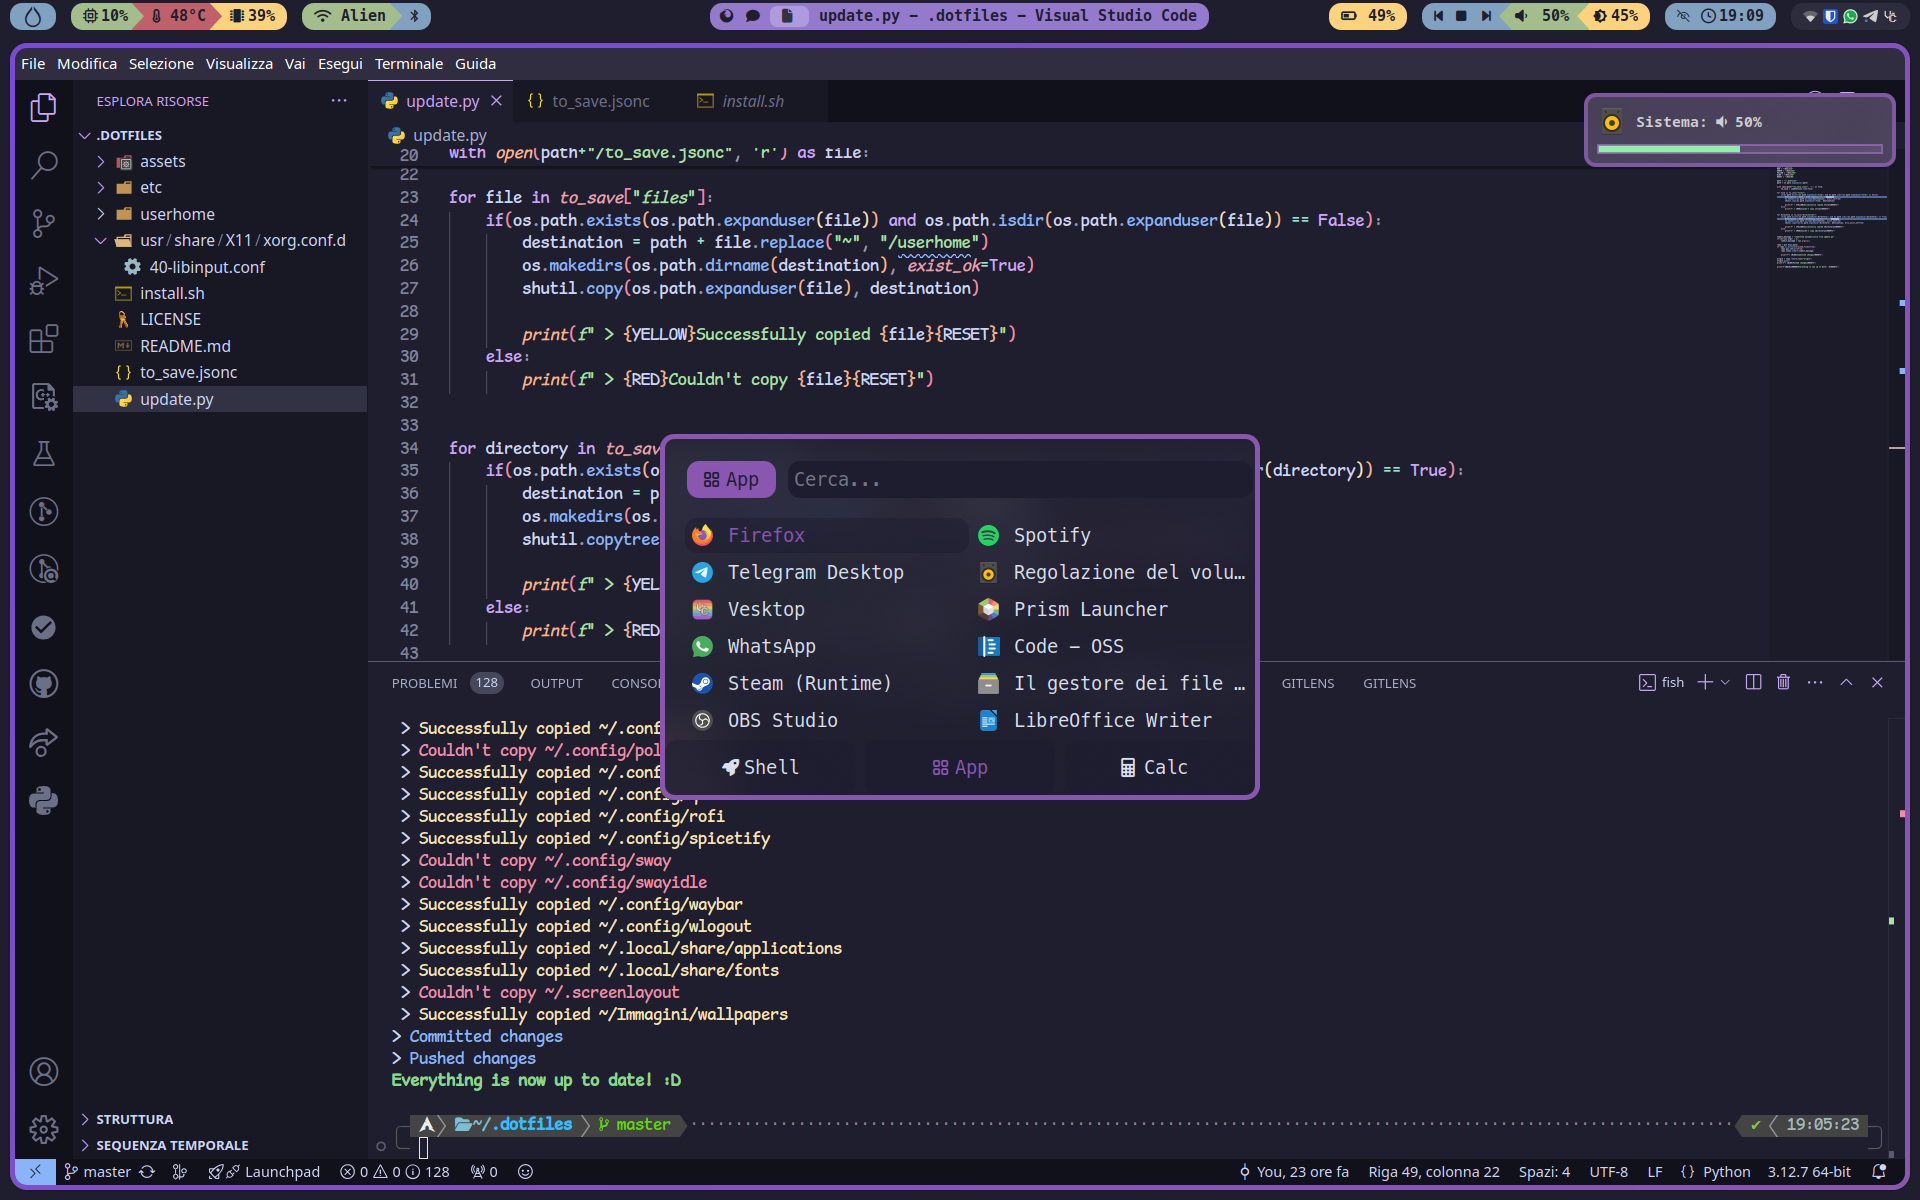 10% 48°C 39% Alien update.py - .dotfiles - Visual Studio Code 49% 50% 45% 19:09
File Modifica Selezione Visualizza Vai Esegui Terminale Guida
ESPLORA RISORSE ···
.DOTFILES
assets
etc
userhome
usr/share/X11/xorg.conf.d
40-libinput.conf
install.sh
LICENSE
README.md
to_save.jsonc
update.py
STRUTTURA
SEQUENZA TEMPORALE
update.py to_save.jsonc install.sh
update.py
Sistema: 50%
20 with open(path+"/to_save.jsonc", 'r') as file:
22
23 for file in to_save["files"]:
24 if(os.path.exists(os.path.expanduser(file)) and os.path.isdir(os.path.expanduser(file)) == False):
25 destination = path + file.replace("~", "/userhome")
26 os.makedirs(os.path.dirname(destination), exist_ok=True)
27 shutil.copy(os.path.expanduser(file), destination)
28
29 print(f" > {YELLOW}Successfully copied {file}{RESET}")
30 else:
31 print(f" > {RED}Couldn't copy {file}{RESET}")
32
33
34 for directory in to_sav
35 if(os.path.exists(o (directory)) == True):
36 destination = p
37 os.makedirs(os.
38 shutil.copytree
39
40 print(f" > {YEL
41 else:
42 print(f" > {RED
43
App Cerca...
Firefox Spotify
Telegram Desktop Regolazione del volu…
Vesktop Prism Launcher
WhatsApp Code - OSS
Steam (Runtime) Il gestore dei file …
OBS Studio LibreOffice Writer
Shell App Calc
PROBLEMI 128 OUTPUT CONSOL GITLENS GITLENS fish
> Successfully copied ~/.conf
> Couldn't copy ~/.config/pol
> Successfully copied ~/.conf
> Successfully copied ~/.config
> Successfully copied ~/.config/rofi
> Successfully copied ~/.config/spicetify
> Couldn't copy ~/.config/sway
> Couldn't copy ~/.config/swayidle
> Successfully copied ~/.config/waybar
> Successfully copied ~/.config/wlogout
> Successfully copied ~/.local/share/applications
> Successfully copied ~/.local/share/fonts
> Couldn't copy ~/.screenlayout
> Successfully copied ~/Immagini/wallpapers
> Committed changes
> Pushed changes
Everything is now up to date! :D
~/.dotfiles master ✔ 19:05:23
master Launchpad 0 0 128 0 You, 23 ore fa Riga 49, colonna 22 Spazi: 4 UTF-8 LF {} Python 3.12.7 64-bit